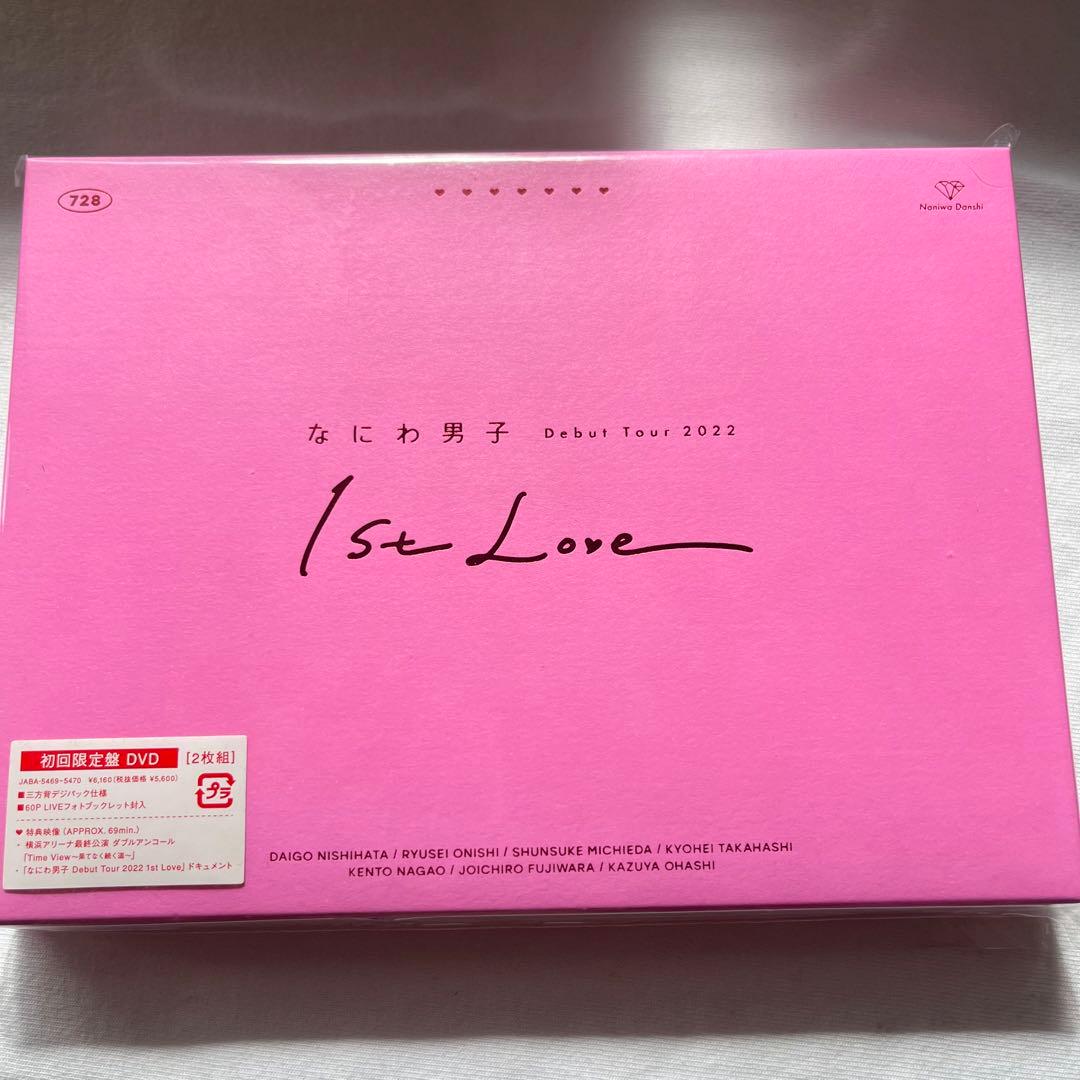 728
Naniwa Danshi
なにわ男子 Debut Tour 2022
1st Love
初回限定盤 DVD [2枚組]
JABA-5469~5470 ¥6,160(税抜価格 ¥5,600)
■三方背デジパック仕様
■60P LIVEフォトブックレット封入
プラ
♥ 特典映像 (APPROX. 69min.)
・横浜アリーナ最終公演 ダブルアンコール
「Time View~果てなく続く道~」
・「なにわ男子 Debut Tour 2022 1st Love」ドキュメント
DAIGO NISHIHATA / RYUSEI ONISHI / SHUNSUKE MICHIEDA / KYOHEI TAKAHASHI
KENTO NAGAO / JOICHIRO FUJIWARA / KAZUYA OHASHI